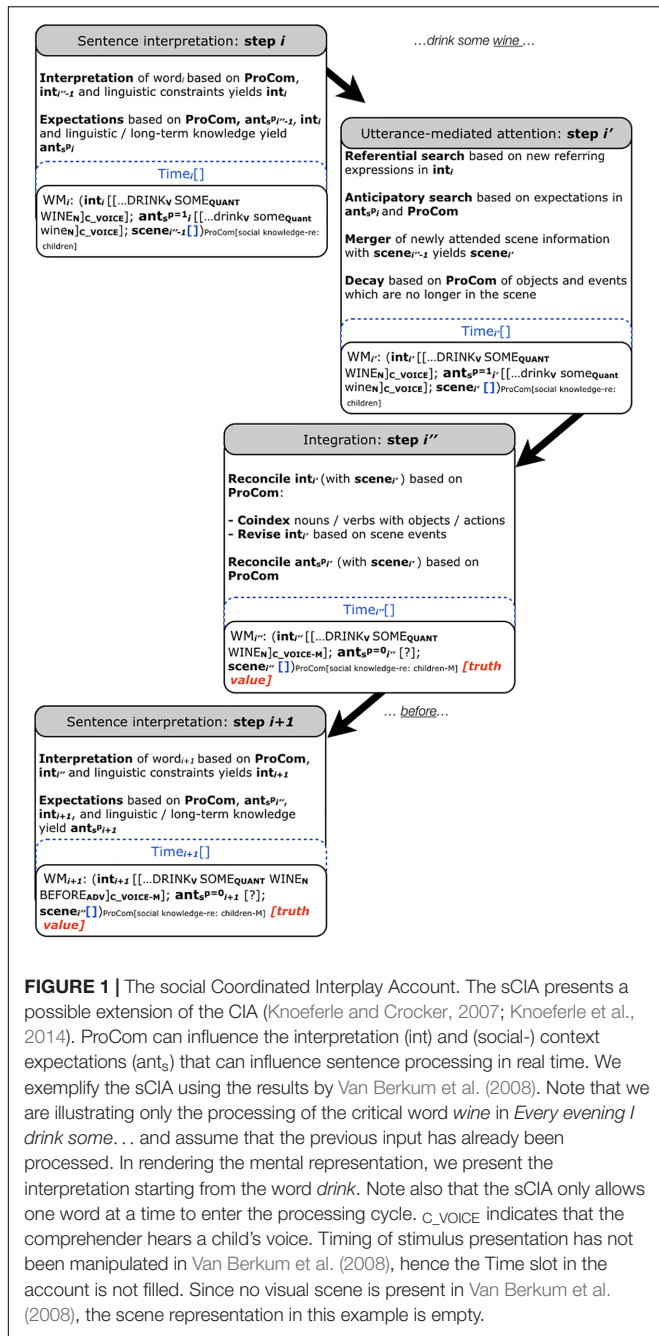 Sentence interpretation: step i
…drink some wine …
Interpretation of wordᵢ based on ProCom,
intᵢ''₋₁ and linguistic constraints yields intᵢ
Expectations based on ProCom, antₛᵖᵢ''₋₁, intᵢ
and linguistic / long-term knowledge yield
antₛᵖᵢ
Timeᵢ[]
WMᵢ: (intᵢ [[…DRINKV SOMEQUANT
WINEN]C_VOICE]; antₛᵖ⁼¹ᵢ [[…drinkV someQuant
wineN]C_VOICE]; sceneᵢ''₋₁[])ProCom[social knowledge-re:
children]
Utterance-mediated attention: step i'
Referential search based on new referring
expressions in intᵢ
Anticipatory search based on expectations in
antₛᵖᵢ and ProCom
Merger of newly attended scene information
with sceneᵢ''₋₁ yields sceneᵢ'
Decay based on ProCom of objects and events
which are no longer in the scene
Timeᵢ'[]
WMᵢ': (intᵢ' [[…DRINKV SOMEQUANT
WINEN]C_VOICE]; antₛᵖ⁼¹ᵢ' [[…drinkV someQuant
wineN]C_VOICE]; sceneᵢ' [])ProCom[social knowledge-re:
children]
Integration: step i''
Reconcile intᵢ' (with sceneᵢ' ) based on
ProCom:
- Coindex nouns / verbs with objects / actions
- Revise intᵢ' based on scene events
Reconcile antₛᵖᵢ' (with sceneᵢ') based on
ProCom
Timeᵢ''[]
WMᵢ'': (intᵢ'' [[…DRINKV SOMEQUANT
WINEN]C_VOICE-M]; antₛᵖ⁼⁰ᵢ'' [?];
sceneᵢ'' [])ProCom[social knowledge-re: children-M] [truth
value]
Sentence interpretation: step i+1
… before…
Interpretation of wordᵢ₊₁ based on ProCom,
intᵢ'' and linguistic constraints yields intᵢ₊₁
Expectations based on ProCom, antₛᵖᵢ'',
intᵢ₊₁, and linguistic / long-term knowledge
yield antₛᵖᵢ₊₁
Timeᵢ₊₁[]
WMᵢ₊₁: (intᵢ₊₁ [[…DRINKV SOMEQUANT WINEN
BEFOREADV]C_VOICE-M]; antₛᵖ⁼⁰ᵢ₊₁ [?];
sceneᵢ''[])ProCom[social knowledge-re: children-M] [truth
value]
FIGURE 1 | The social Coordinated Interplay Account. The sCIA presents a
possible extension of the CIA (Knoeferle and Crocker, 2007; Knoeferle et al.,
2014). ProCom can influence the interpretation (int) and (social-) context
expectations (antₛ) that can influence sentence processing in real time. We
exemplify the sCIA using the results by Van Berkum et al. (2008). Note that we
are illustrating only the processing of the critical word wine in Every evening I
drink some… and assume that the previous input has already been
processed. In rendering the mental representation, we present the
interpretation starting from the word drink. Note also that the sCIA only allows
one word at a time to enter the processing cycle. C_VOICE indicates that the
comprehender hears a child's voice. Timing of stimulus presentation has not
been manipulated in Van Berkum et al. (2008), hence the Time slot in the
account is not filled. Since no visual scene is present in Van Berkum et al.
(2008), the scene representation in this example is empty.